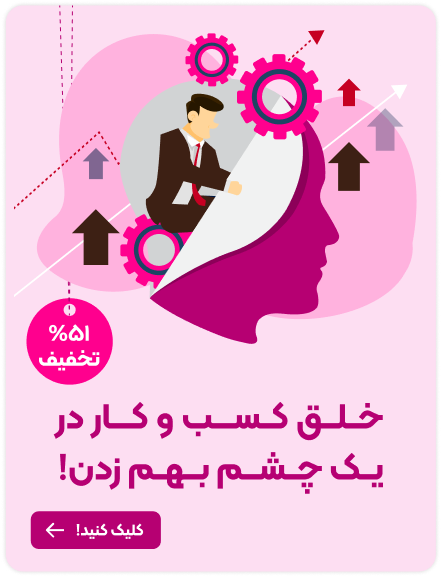 %۵۱
تخفیف
خلق کسب و کار در
یک چشم بهم زدن!
کلیک کنید!